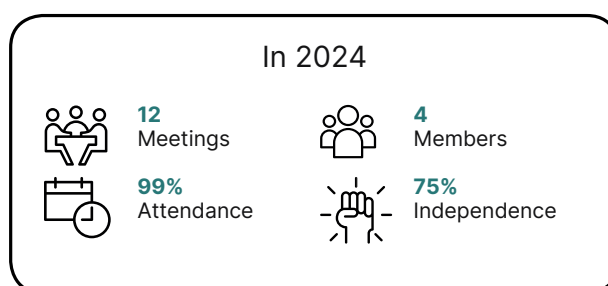 In 2024
12
Meetings
4
Members
99%
Attendance
75%
Independence